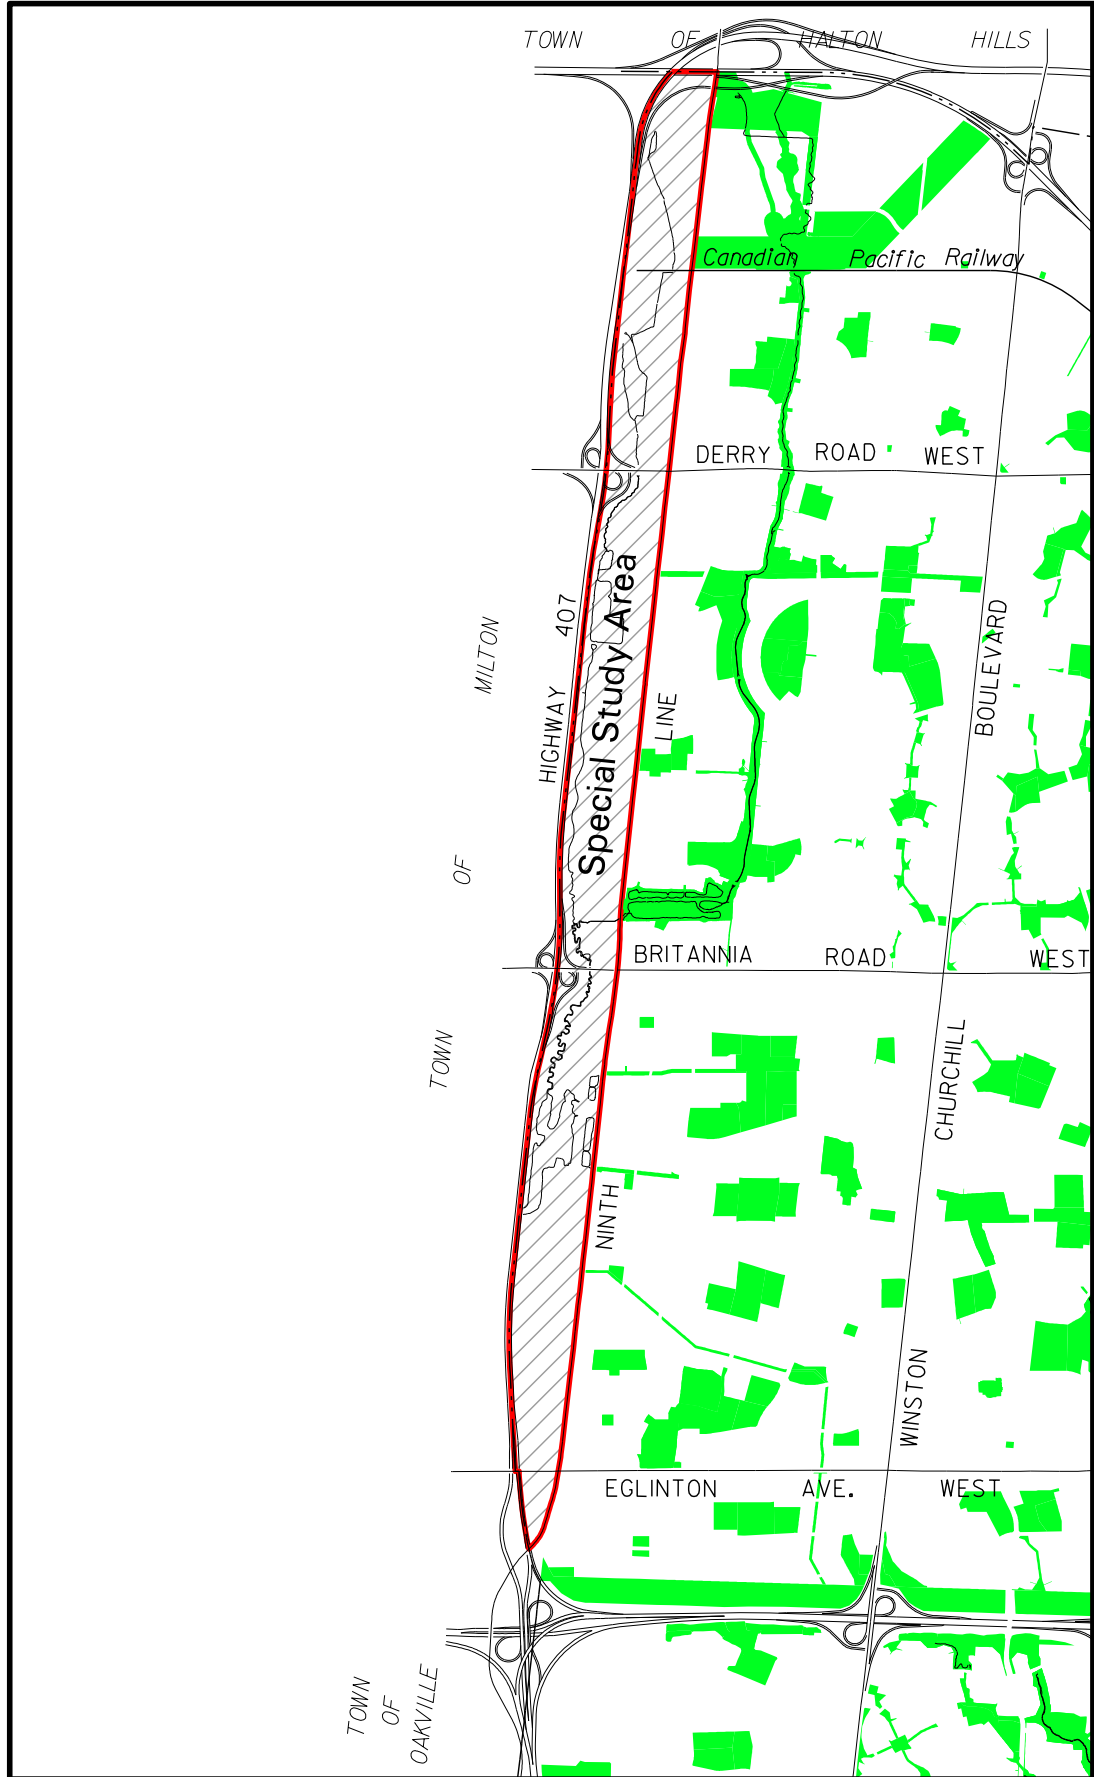 TOWN OF HALTON HILLS
Canadian Pacific Railway
DERRY ROAD WEST
HIGHWAY 407
Special Study Area
NINTH LINE
WINSTON CHURCHILL BOULEVARD
TOWN OF MILTON
BRITANNIA ROAD WEST
EGLINTON AVE. WEST
TOWN
OF
OAKVILLE